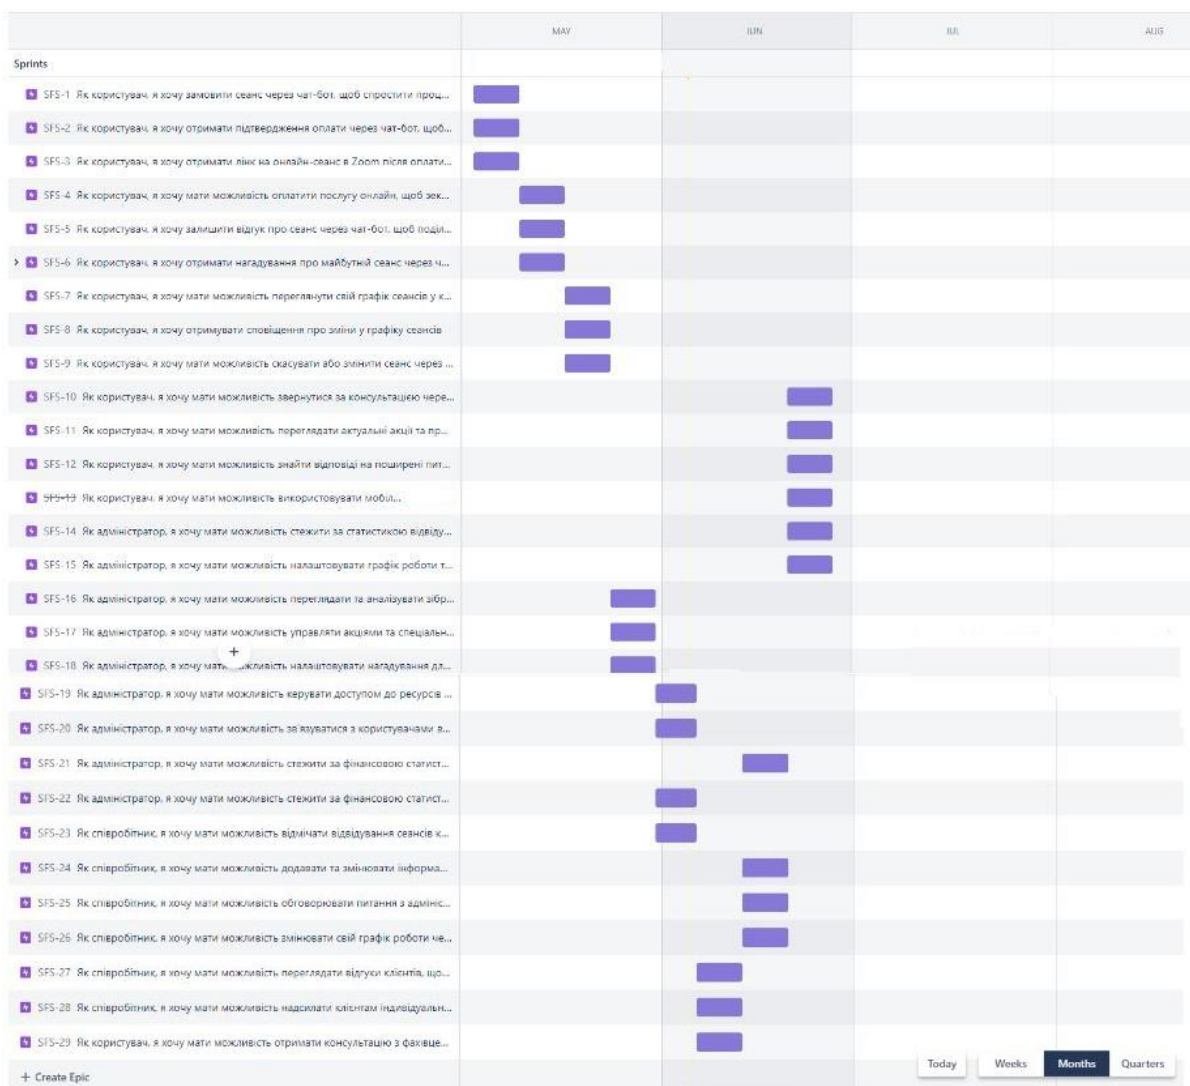 MAY JUN JUL AUG
Sprints
SFS-1 Як користувач, я хочу замовити сеанс через чат-бот, щоб спростити проц...
SFS-2 Як користувач, я хочу отримати підтвердження оплати через чат-бот, щоб...
SFS-3 Як користувач, я хочу отримати лінк на онлайн-сеанс в Zoom після оплати...
SFS-4 Як користувач, я хочу мати можливість оплатити послугу онлайн, щоб зек...
SFS-5 Як користувач, я хочу залишити відгук про сеанс через чат-бот, щоб поділ...
SFS-6 Як користувач, я хочу отримати нагадування про майбутній сеанс через ч...
SFS-7 Як користувач, я хочу мати можливість переглянути свій графік сеансів у к...
SFS-8 Як користувач, я хочу отримувати сповіщення про зміни у графіку сеансів
SFS-9 Як користувач, я хочу мати можливість скасувати або змінити сеанс через ...
SFS-10 Як користувач, я хочу мати можливість звернутися за консультацією чере...
SFS-11 Як користувач, я хочу мати можливість переглядати актуальні акції та пр...
SFS-12 Як користувач, я хочу мати можливість знайти відповіді на поширені пит...
SFS-13 Як користувач, я хочу мати можливість використовувати мобіл...
SFS-14 Як адміністратор, я хочу мати можливість стежити за статистикою відвіду...
SFS-15 Як адміністратор, я хочу мати можливість налаштовувати графік роботи т...
SFS-16 Як адміністратор, я хочу мати можливість переглядати та аналізувати зібр...
SFS-17 Як адміністратор, я хочу мати можливість управляти акціями та спеціальн...
SFS-18 Як адміністратор, я хочу мати можливість налаштовувати нагадування дл...
SFS-19 Як адміністратор, я хочу мати можливість керувати доступом до ресурсів ...
SFS-20 Як адміністратор, я хочу мати можливість зв'язуватися з користувачами в...
SFS-21 Як адміністратор, я хочу мати можливість стежити за фінансовою статист...
SFS-22 Як адміністратор, я хочу мати можливість стежити за фінансовою статист...
SFS-23 Як співробітник, я хочу мати можливість відмічати відвідування сеансів к...
SFS-24 Як співробітник, я хочу мати можливість додавати та змінювати інформа...
SFS-25 Як співробітник, я хочу мати можливість обговорювати питання з адмініс...
SFS-26 Як співробітник, я хочу мати можливість змінювати свій графік роботи че...
SFS-27 Як співробітник, я хочу мати можливість переглядати відгуки клієнтів, що...
SFS-28 Як співробітник, я хочу мати можливість надсилати клієнтам індивідуальн...
SFS-29 Як користувач, я хочу мати можливість отримати консультацію з фахівце...
+ Create Epic
Today Weeks Months Quarters